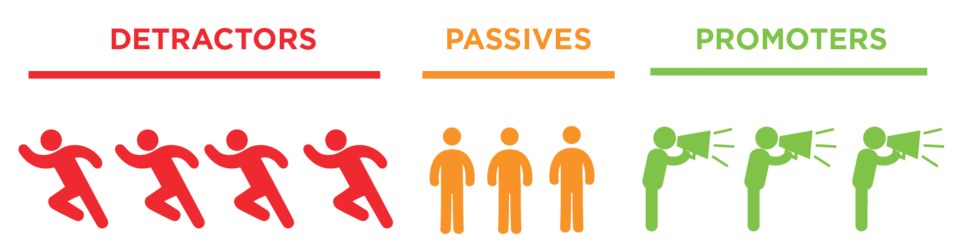 DETRACTORS PASSIVES PROMOTERS